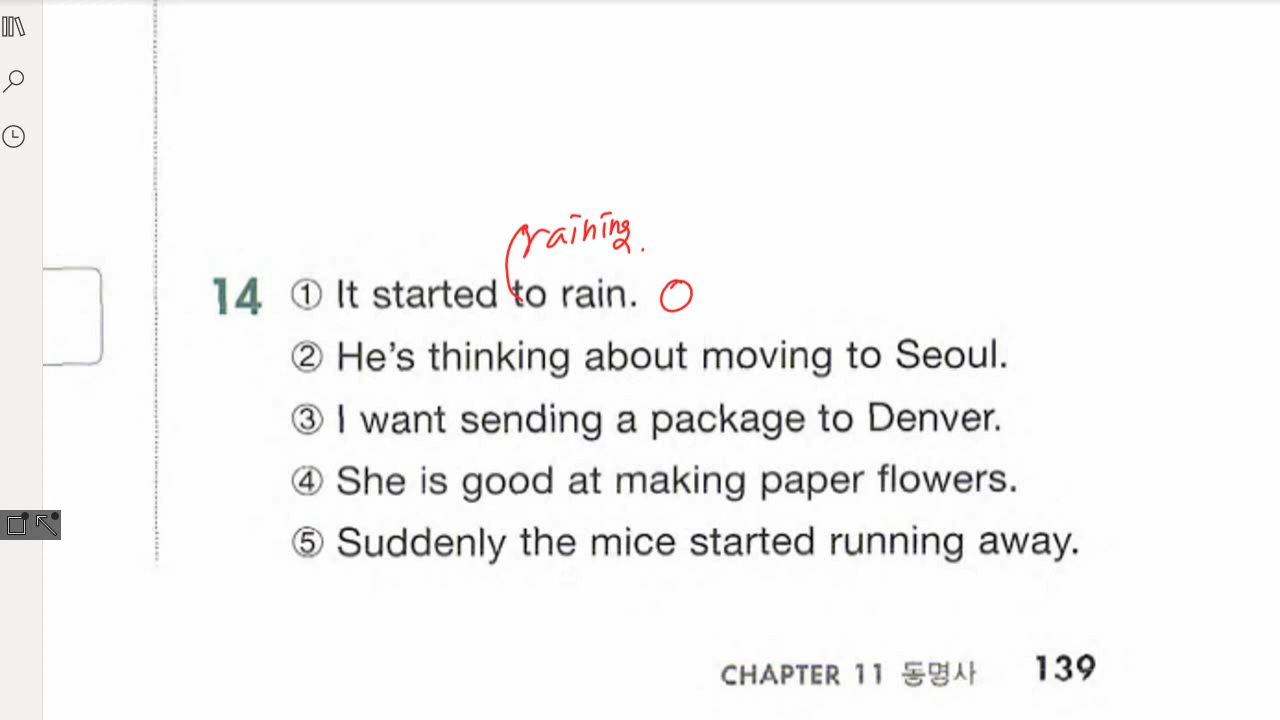 raining.
14 ① It started to rain. O
② He's thinking about moving to Seoul.
③ I want sending a package to Denver.
④ She is good at making paper flowers.
⑤ Suddenly the mice started running away.
CHAPTER 11 동명사 139